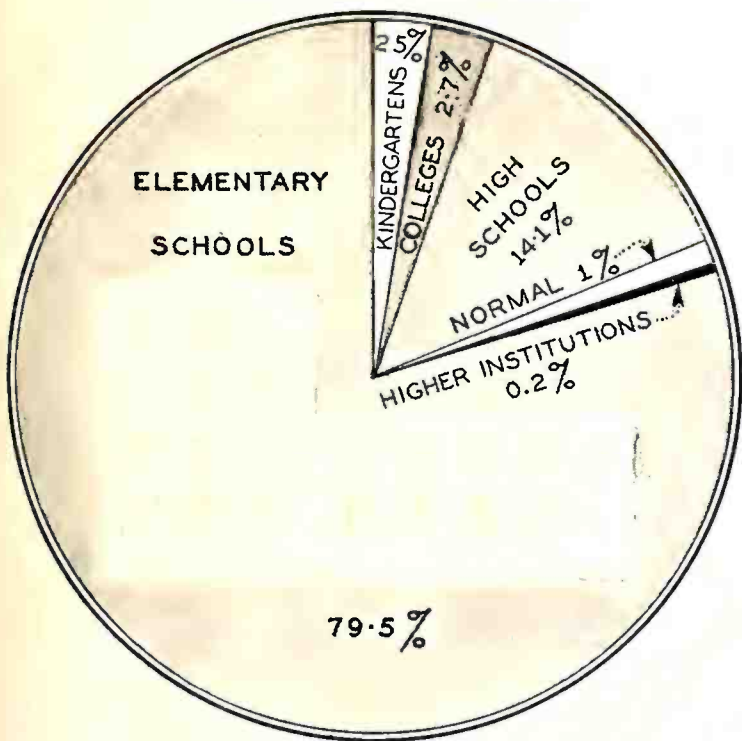 ELEMENTARY
SCHOOLS
KINDERGARTENS
2 5%
COLLEGES 2·7%
HIGH
SCHOOLS
14·1%
NORMAL 1%
HIGHER INSTITUTIONS
0.2%
79·5%